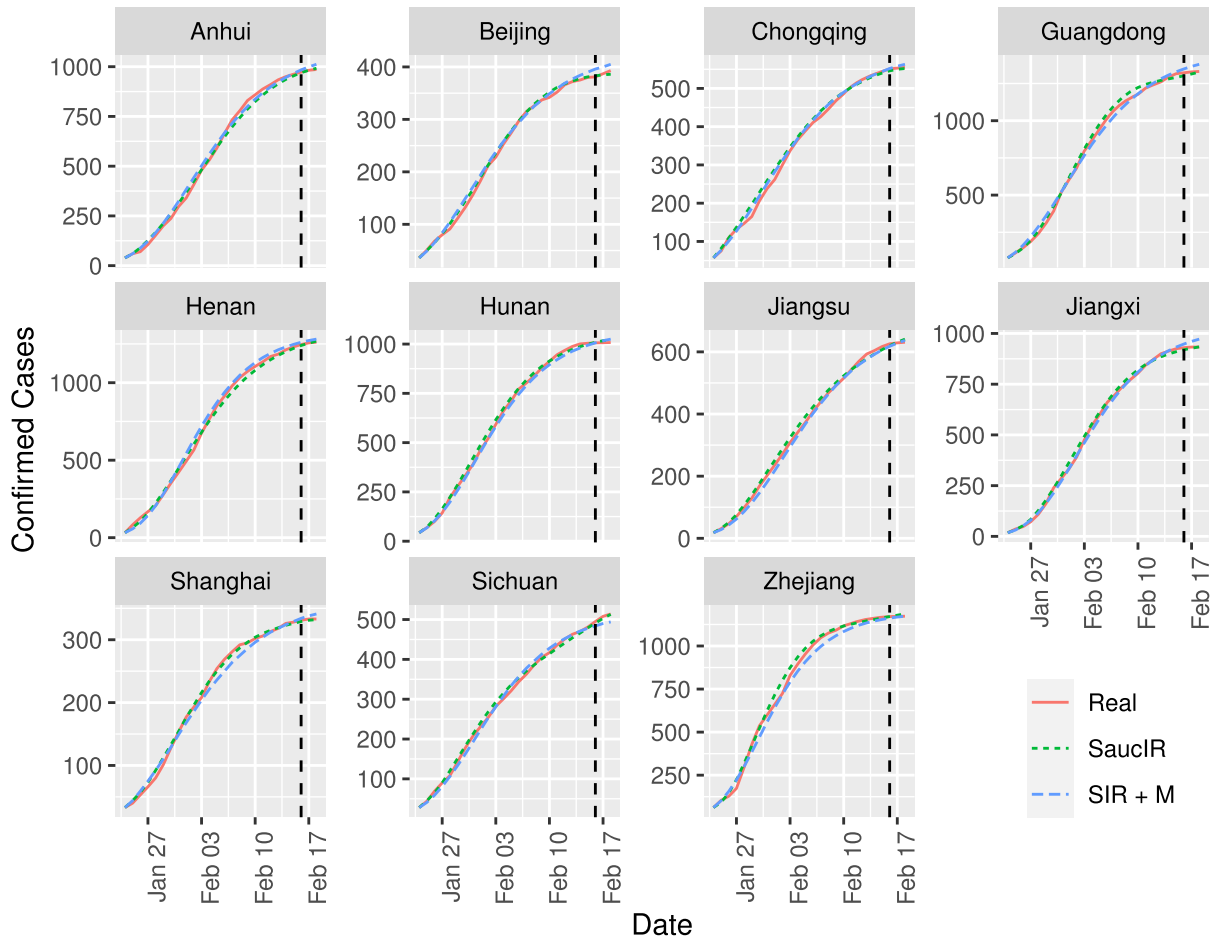 Anhui
Beijing
Chongqing
Guangdong
1000
750
500
250
0
400
300
200
100
500
400
300
200
100
1000
500
Henan
Hunan
Jiangsu
Jiangxi
1000
500
0
1000
750
500
250
0
600
400
200
0
1000
750
500
250
0
Jan 27
Feb 03
Feb 10
Feb 17
Shanghai
Sichuan
Zhejiang
300
200
100
500
400
300
200
100
1000
750
500
250
Jan 27
Feb 03
Feb 10
Feb 17
Jan 27
Feb 03
Feb 10
Feb 17
Jan 27
Feb 03
Feb 10
Feb 17
Confirmed Cases
Date
Real
SaucIR
SIR + M